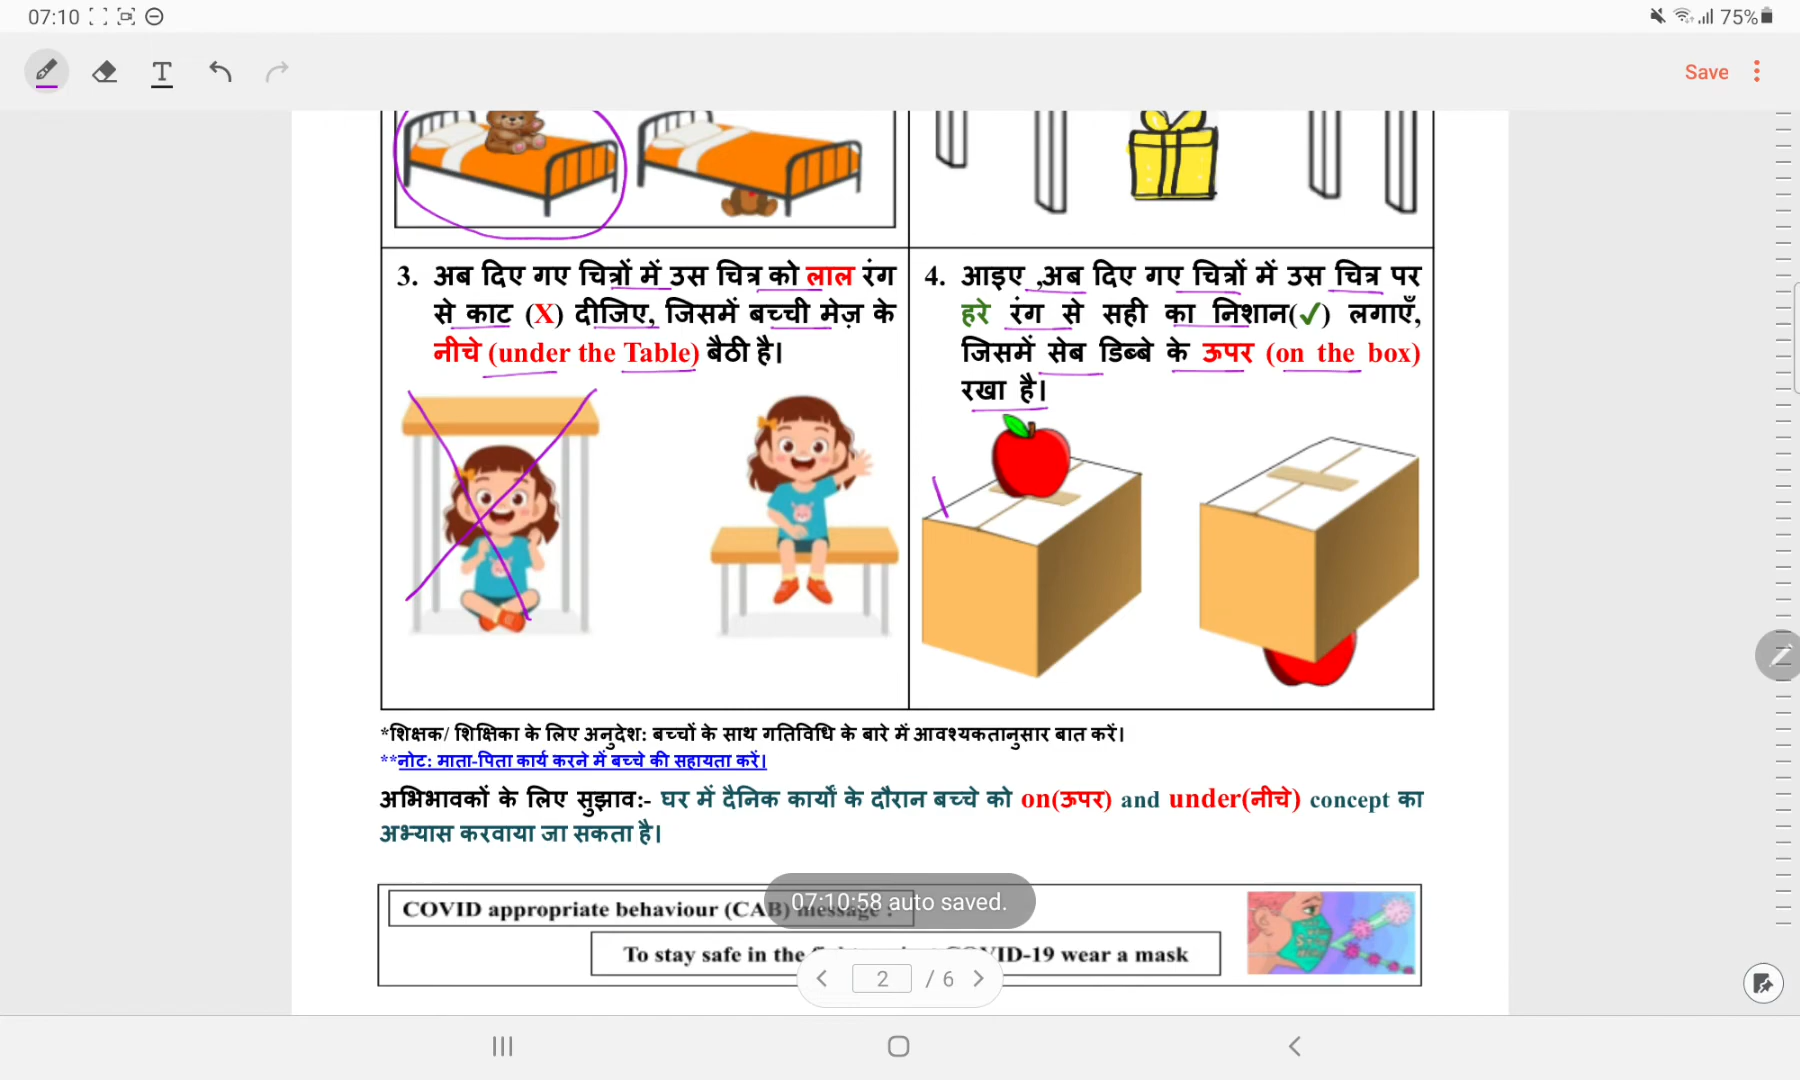 07:10
75%
T
Save
3. अब दिए गए चित्रों में उस चित्र को लाल रंग
से काट (X) दीजिए, जिसमें बच्ची मेज़ के
नीचे (under the Table) बैठी है।
4. आइए ,अब दिए गए चित्रों में उस चित्र पर
हरे रंग से सही का निशान(✓) लगाएँ,
जिसमें सेब डिब्बे के ऊपर (on the box)
रखा है।
*शिक्षक/ शिक्षिका के लिए अनुदेश: बच्चों के साथ गतिविधि के बारे में आवश्यकतानुसार बात करें।
**नोट: माता-पिता कार्य करने में बच्चे की सहायता करें।
अभिभावकों के लिए सुझाव:- घर में दैनिक कार्यों के दौरान बच्चे को on(ऊपर) and under(नीचे) concept का
अभ्यास करवाया जा सकता है।
07:10:58 auto saved.
COVID appropriate behaviour (CAB) message :
To stay safe in the COVID-19 wear a mask
2 / 6